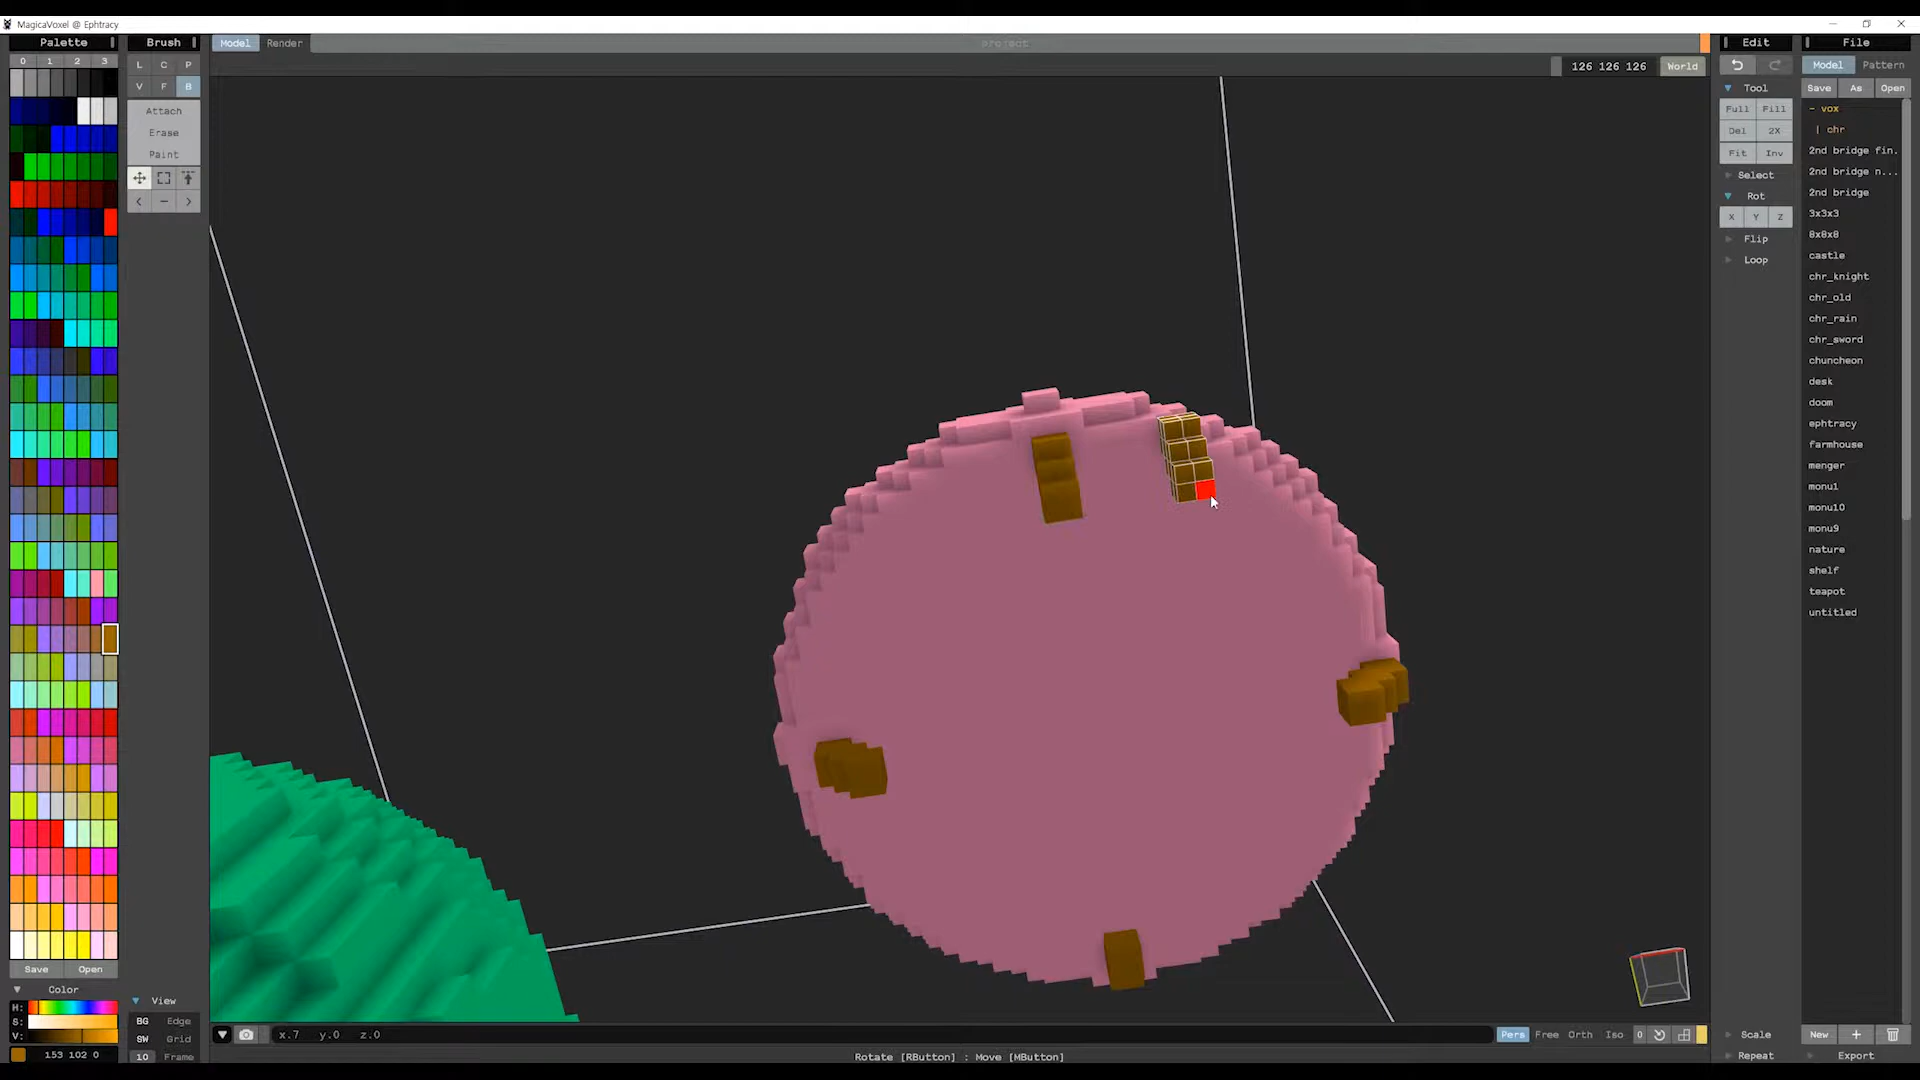 MagicaVoxel @ Ephtracy
Palette
Brush
Model
Render
project
Edit
File
0 1 2 3
L C P
V F B
Attach
Erase
Paint
< − >
126 126 126
World
Tool
Full Fill
Del 2X
Fit Inv
Select
Rot
X Y Z
Flip
Loop
Model Pattern
Save As Open
- vox
| chr
2nd bridge fin.
2nd bridge n...
2nd bridge
3x3x3
8x8x8
castle
chr_knight
chr_old
chr_rain
chr_sword
chuncheon
desk
doom
ephtracy
farmhouse
menger
monu1
monu10
monu9
nature
shelf
teapot
untitled
Save Open
Color
H:
S:
V:
153 102 0
View
BG Edge
SW Grid
10 Frame
x.7 y.0 z.0
Pers Free Orth Iso 0
Rotate [RButton] : Move [MButton]
Scale
Repeat
New +
Export